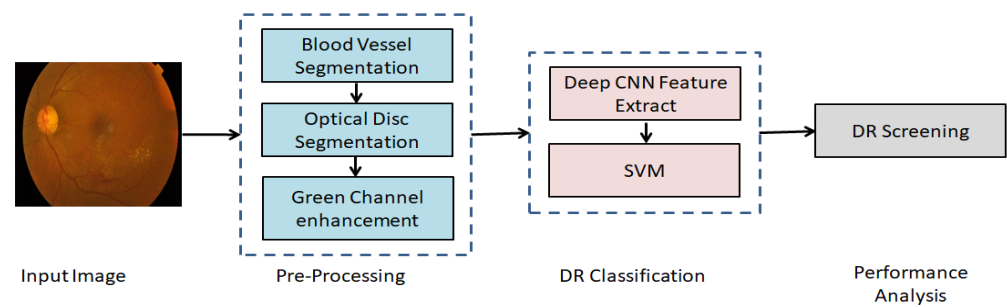 Blood Vessel
Segmentation
Optical Disc
Segmentation
Green Channel
enhancement
Deep CNN Feature
Extract
SVM
DR Screening
Input Image
Pre-Processing
DR Classification
Performance
Analysis